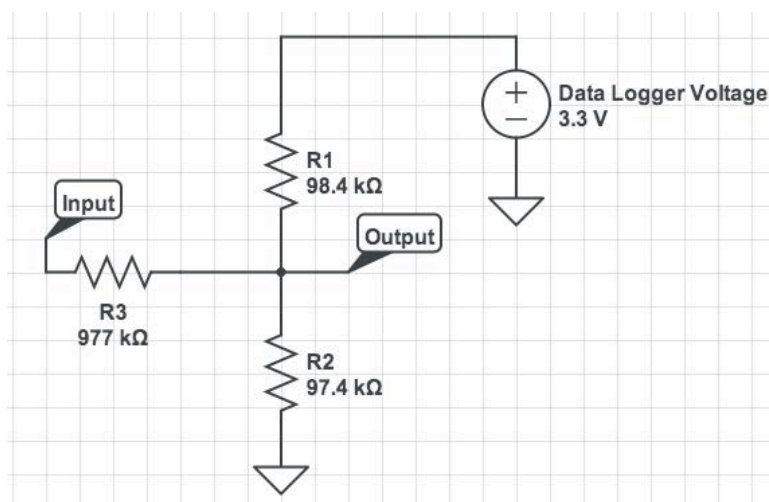 +
Data Logger Voltage
−
3.3 V
R1
98.4 kΩ
Input
Output
R3
977 kΩ
R2
97.4 kΩ